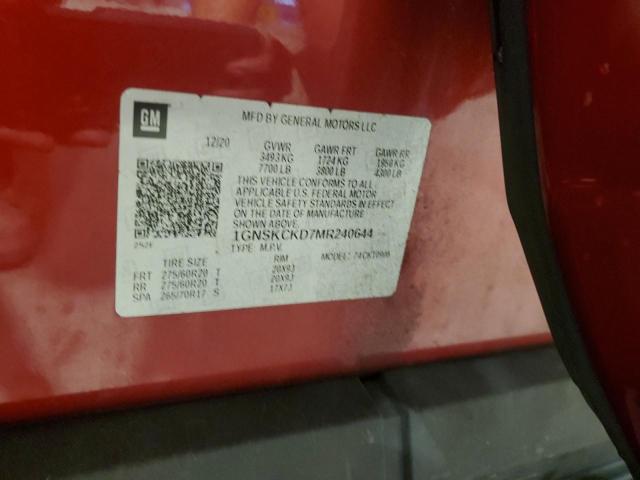 GM
MFD BY GENERAL MOTORS LLC
12/20 GVWR GAWR FRT GAWR RR
3493 KG 1724 KG 1950 KG
7700 LB 3800 LB 4300 LB
THIS VEHICLE CONFORMS TO ALL
APPLICABLE U.S. FEDERAL MOTOR
VEHICLE SAFETY STANDARDS IN EFFECT
ON THE DATE OF MANUFACTURE
SHOWN ABOVE.
1GNSKCKD7MR240644
TYPE: M.P.V. MODEL:
TIRE SIZE RIM
FRT 275/60R20 T 20X9J
RR 275/60R20 T 20X9J
SPA 265/70R17 S 17X7J